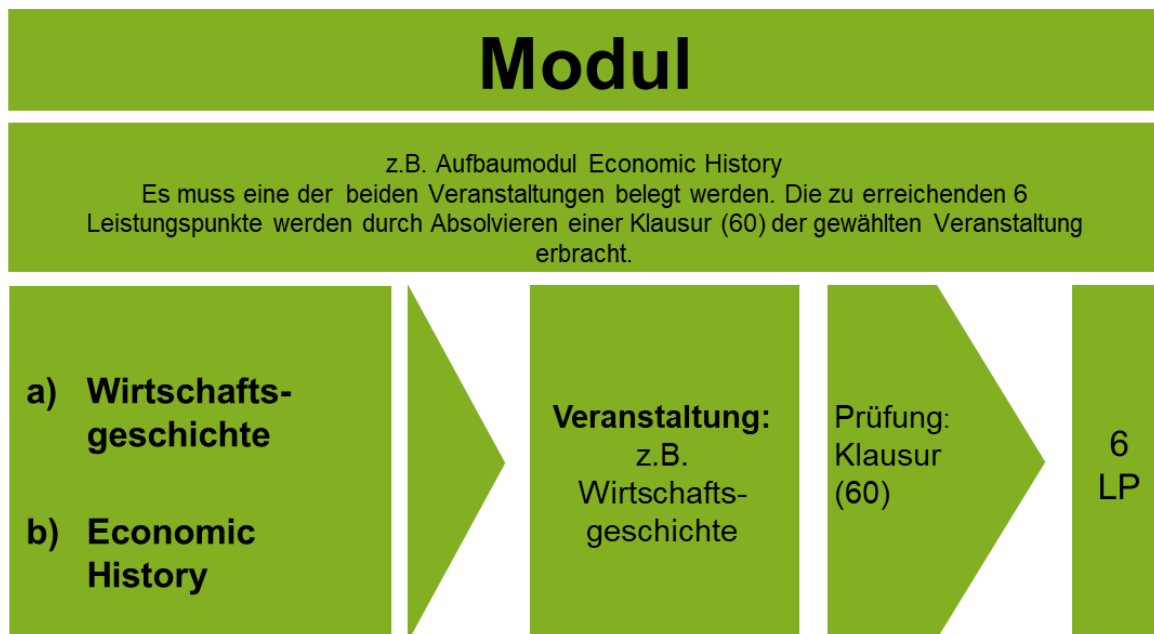 Modul
z.B. Aufbaumodul Economic History
Es muss eine der beiden Veranstaltungen belegt werden. Die zu erreichenden 6
Leistungspunkte werden durch Absolvieren einer Klausur (60) der gewählten Veranstaltung
erbracht.
a) Wirtschafts-
geschichte
b) Economic
History
Veranstaltung:
z.B.
Wirtschafts-
geschichte
Prüfung:
Klausur
(60)
6
LP